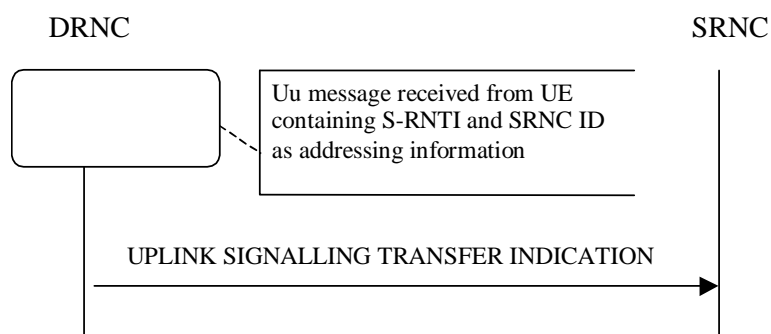 DRNC
SRNC
Uu message received from UE
containing S-RNTI and SRNC ID
as addressing information
UPLINK SIGNALLING TRANSFER INDICATION